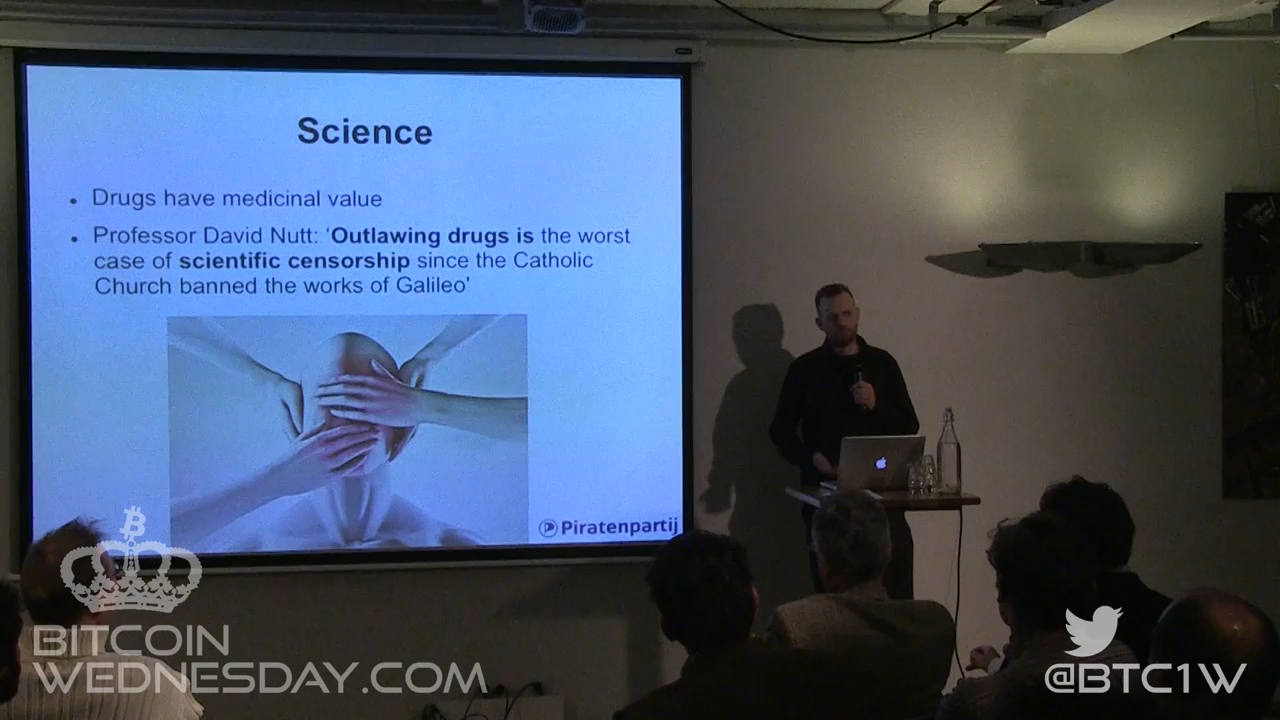 Science
• Drugs have medicinal value
• Professor David Nutt: 'Outlawing drugs is the worst
case of scientific censorship since the Catholic
Church banned the works of Galileo'
Piratenpartij
BITCOIN
WEDNESDAY.COM
@BTC1W